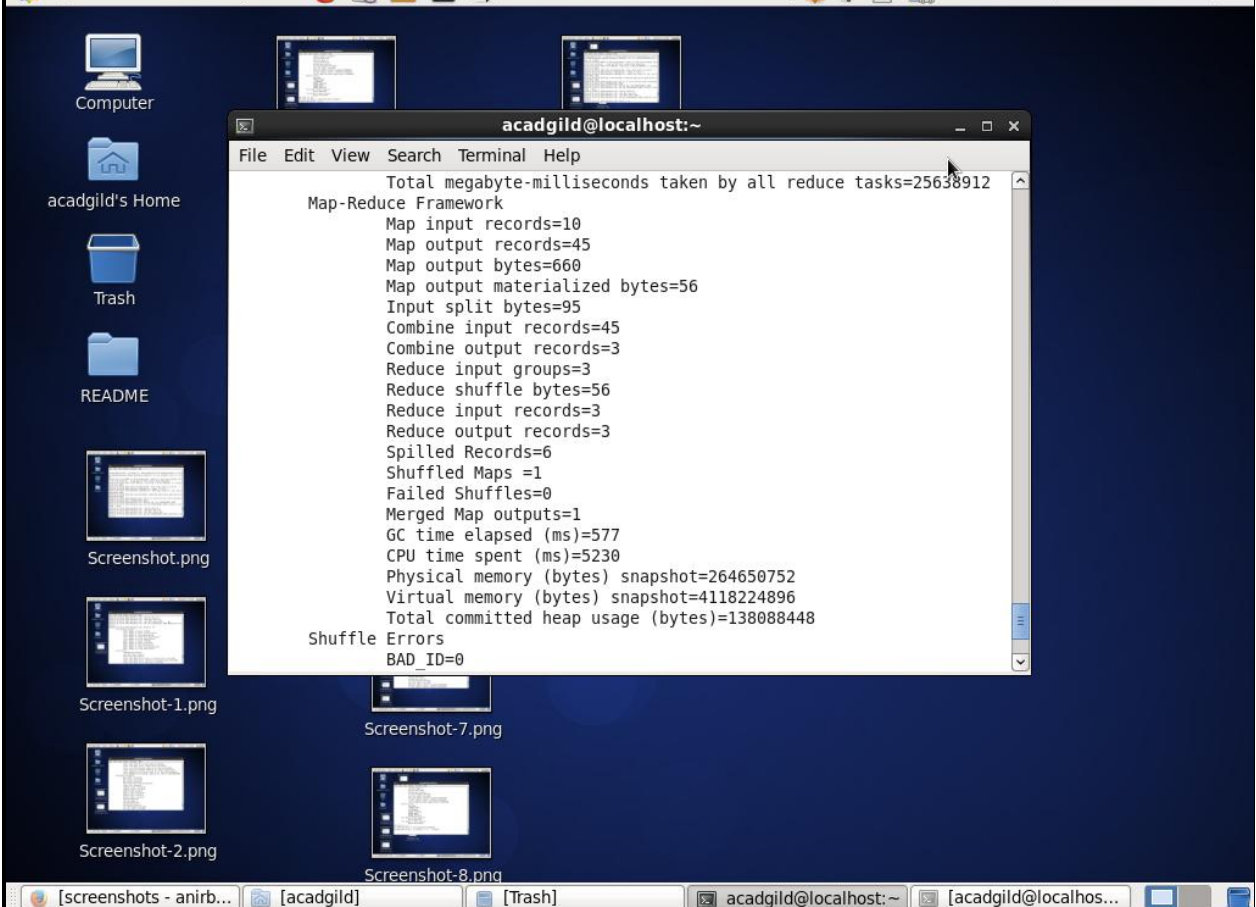 Computer
acadgild's Home
Trash
README
Screenshot.png
Screenshot-1.png
Screenshot-2.png
Screenshot-7.png
Screenshot-8.png
acadgild@localhost:~
File Edit View Search Terminal Help
Total megabyte-milliseconds taken by all reduce tasks=25638912
Map-Reduce Framework
Map input records=10
Map output records=45
Map output bytes=660
Map output materialized bytes=56
Input split bytes=95
Combine input records=45
Combine output records=3
Reduce input groups=3
Reduce shuffle bytes=56
Reduce input records=3
Reduce output records=3
Spilled Records=6
Shuffled Maps =1
Failed Shuffles=0
Merged Map outputs=1
GC time elapsed (ms)=577
CPU time spent (ms)=5230
Physical memory (bytes) snapshot=264650752
Virtual memory (bytes) snapshot=4118224896
Total committed heap usage (bytes)=138088448
Shuffle Errors
BAD_ID=0
[screenshots - anirb...
[acadgild]
[Trash]
acadgild@localhost:~
[acadgild@localhos...